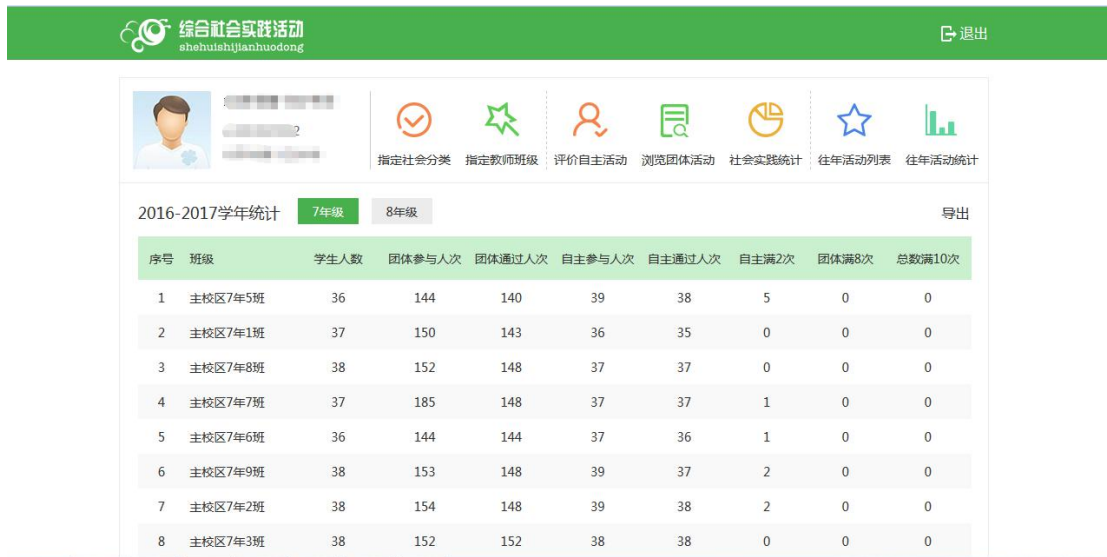 综合社会实践活动
shehuishijianhuodong
退出
2
指定社会分类 指定教师班级 评价自主活动 浏览团体活动 社会实践统计 往年活动列表 往年活动统计
2016-2017学年统计 7年级 8年级 导出
序号 班级 学生人数 团体参与人次 团体通过人次 自主参与人次 自主通过人次 自主满2次 团体满8次 总数满10次
1 主校区7年5班 36 144 140 39 38 5 0 0
2 主校区7年1班 37 150 143 36 35 0 0 0
3 主校区7年8班 38 152 148 37 37 0 0 0
4 主校区7年7班 37 185 148 37 37 1 0 0
5 主校区7年6班 36 144 144 37 36 1 0 0
6 主校区7年9班 38 153 148 39 37 2 0 0
7 主校区7年2班 38 154 148 39 38 2 0 0
8 主校区7年3班 38 152 152 38 38 0 0 0